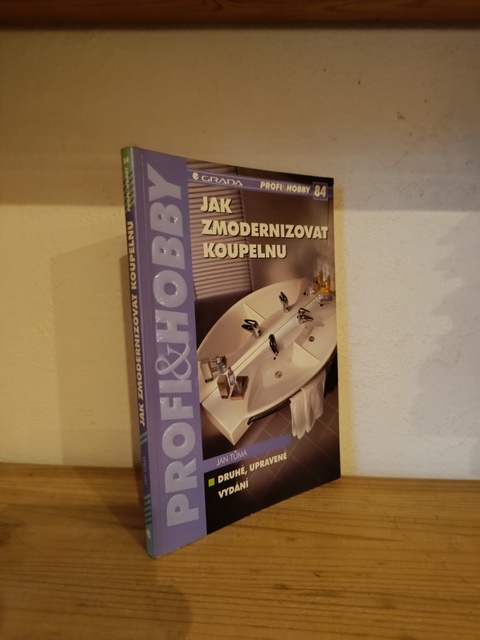 GRADA
PROFI & HOBBY 84
JAK
ZMODERNIZOVAT
KOUPELNU
PROFI&HOBBY
JAN TŮMA
DRUHÉ, UPRAVENÉ
VYDÁNÍ
JAK ZMODERNIZOVAT KOUPELNU